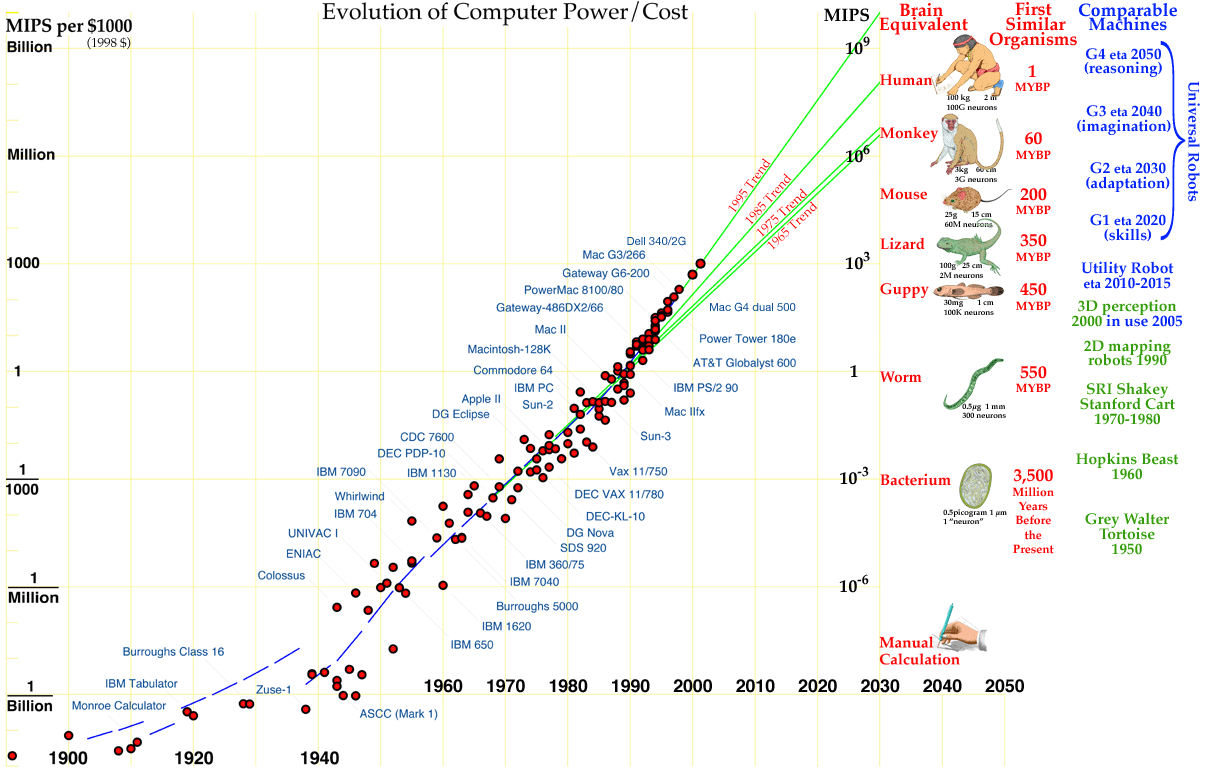 Evolution of Computer Power/Cost
MIPS per $1000
(1998 $)
Billion
Million
1000
1
1
1000
1
Million
1
Billion
MIPS
10⁹
10⁶
10³
1
10⁻³
10⁻⁶
1995 Trend
1985 Trend
1975 Trend
1965 Trend
Dell 340/2G
Mac G3/266
Gateway G6-200
PowerMac 8100/80
Gateway-486DX2/66
Mac II
Macintosh-128K
Commodore 64
IBM PC
Sun-2
Apple II
DG Eclipse
CDC 7600
DEC PDP-10
IBM 7090
IBM 1130
Whirlwind
IBM 704
UNIVAC I
ENIAC
Colossus
Burroughs Class 16
IBM Tabulator
Zuse-1
Monroe Calculator
Mac G4 dual 500
Power Tower 180e
AT&T Globalyst 600
IBM PS/2 90
Mac IIfx
Sun-3
Vax 11/750
DEC VAX 11/780
DEC-KL-10
DG Nova
SDS 920
IBM 360/75
IBM 7040
Burroughs 5000
IBM 1620
IBM 650
ASCC (Mark 1)
1900
1920
1940
1960
1970
1980
1990
2000
2010
2020
2030
2040
2050
Brain
Equivalent
Human
100 kg 2 m
100G neurons
Monkey
3kg 60 cm
3G neurons
Mouse
25g 15 cm
60M neurons
Lizard
100g 25 cm
2M neurons
Guppy
30mg 1 cm
100K neurons
Worm
0.5µg 1 mm
300 neurons
Bacterium
0.5picogram 1 µm
1 “neuron”
Manual
Calculation
First
Similar
Organisms
1
MYBP
60
MYBP
200
MYBP
350
MYBP
450
MYBP
550
MYBP
3,500
Million
Years
Before
the
Present
Comparable
Machines
G4 eta 2050
(reasoning)
G3 eta 2040
(imagination)
G2 eta 2030
(adaptation)
G1 eta 2020
(skills)
Universal Robots
Utility Robot
eta 2010-2015
3D perception
2000 in use 2005
2D mapping
robots 1990
SRI Shakey
Stanford Cart
1970-1980
Hopkins Beast
1960
Grey Walter
Tortoise
1950